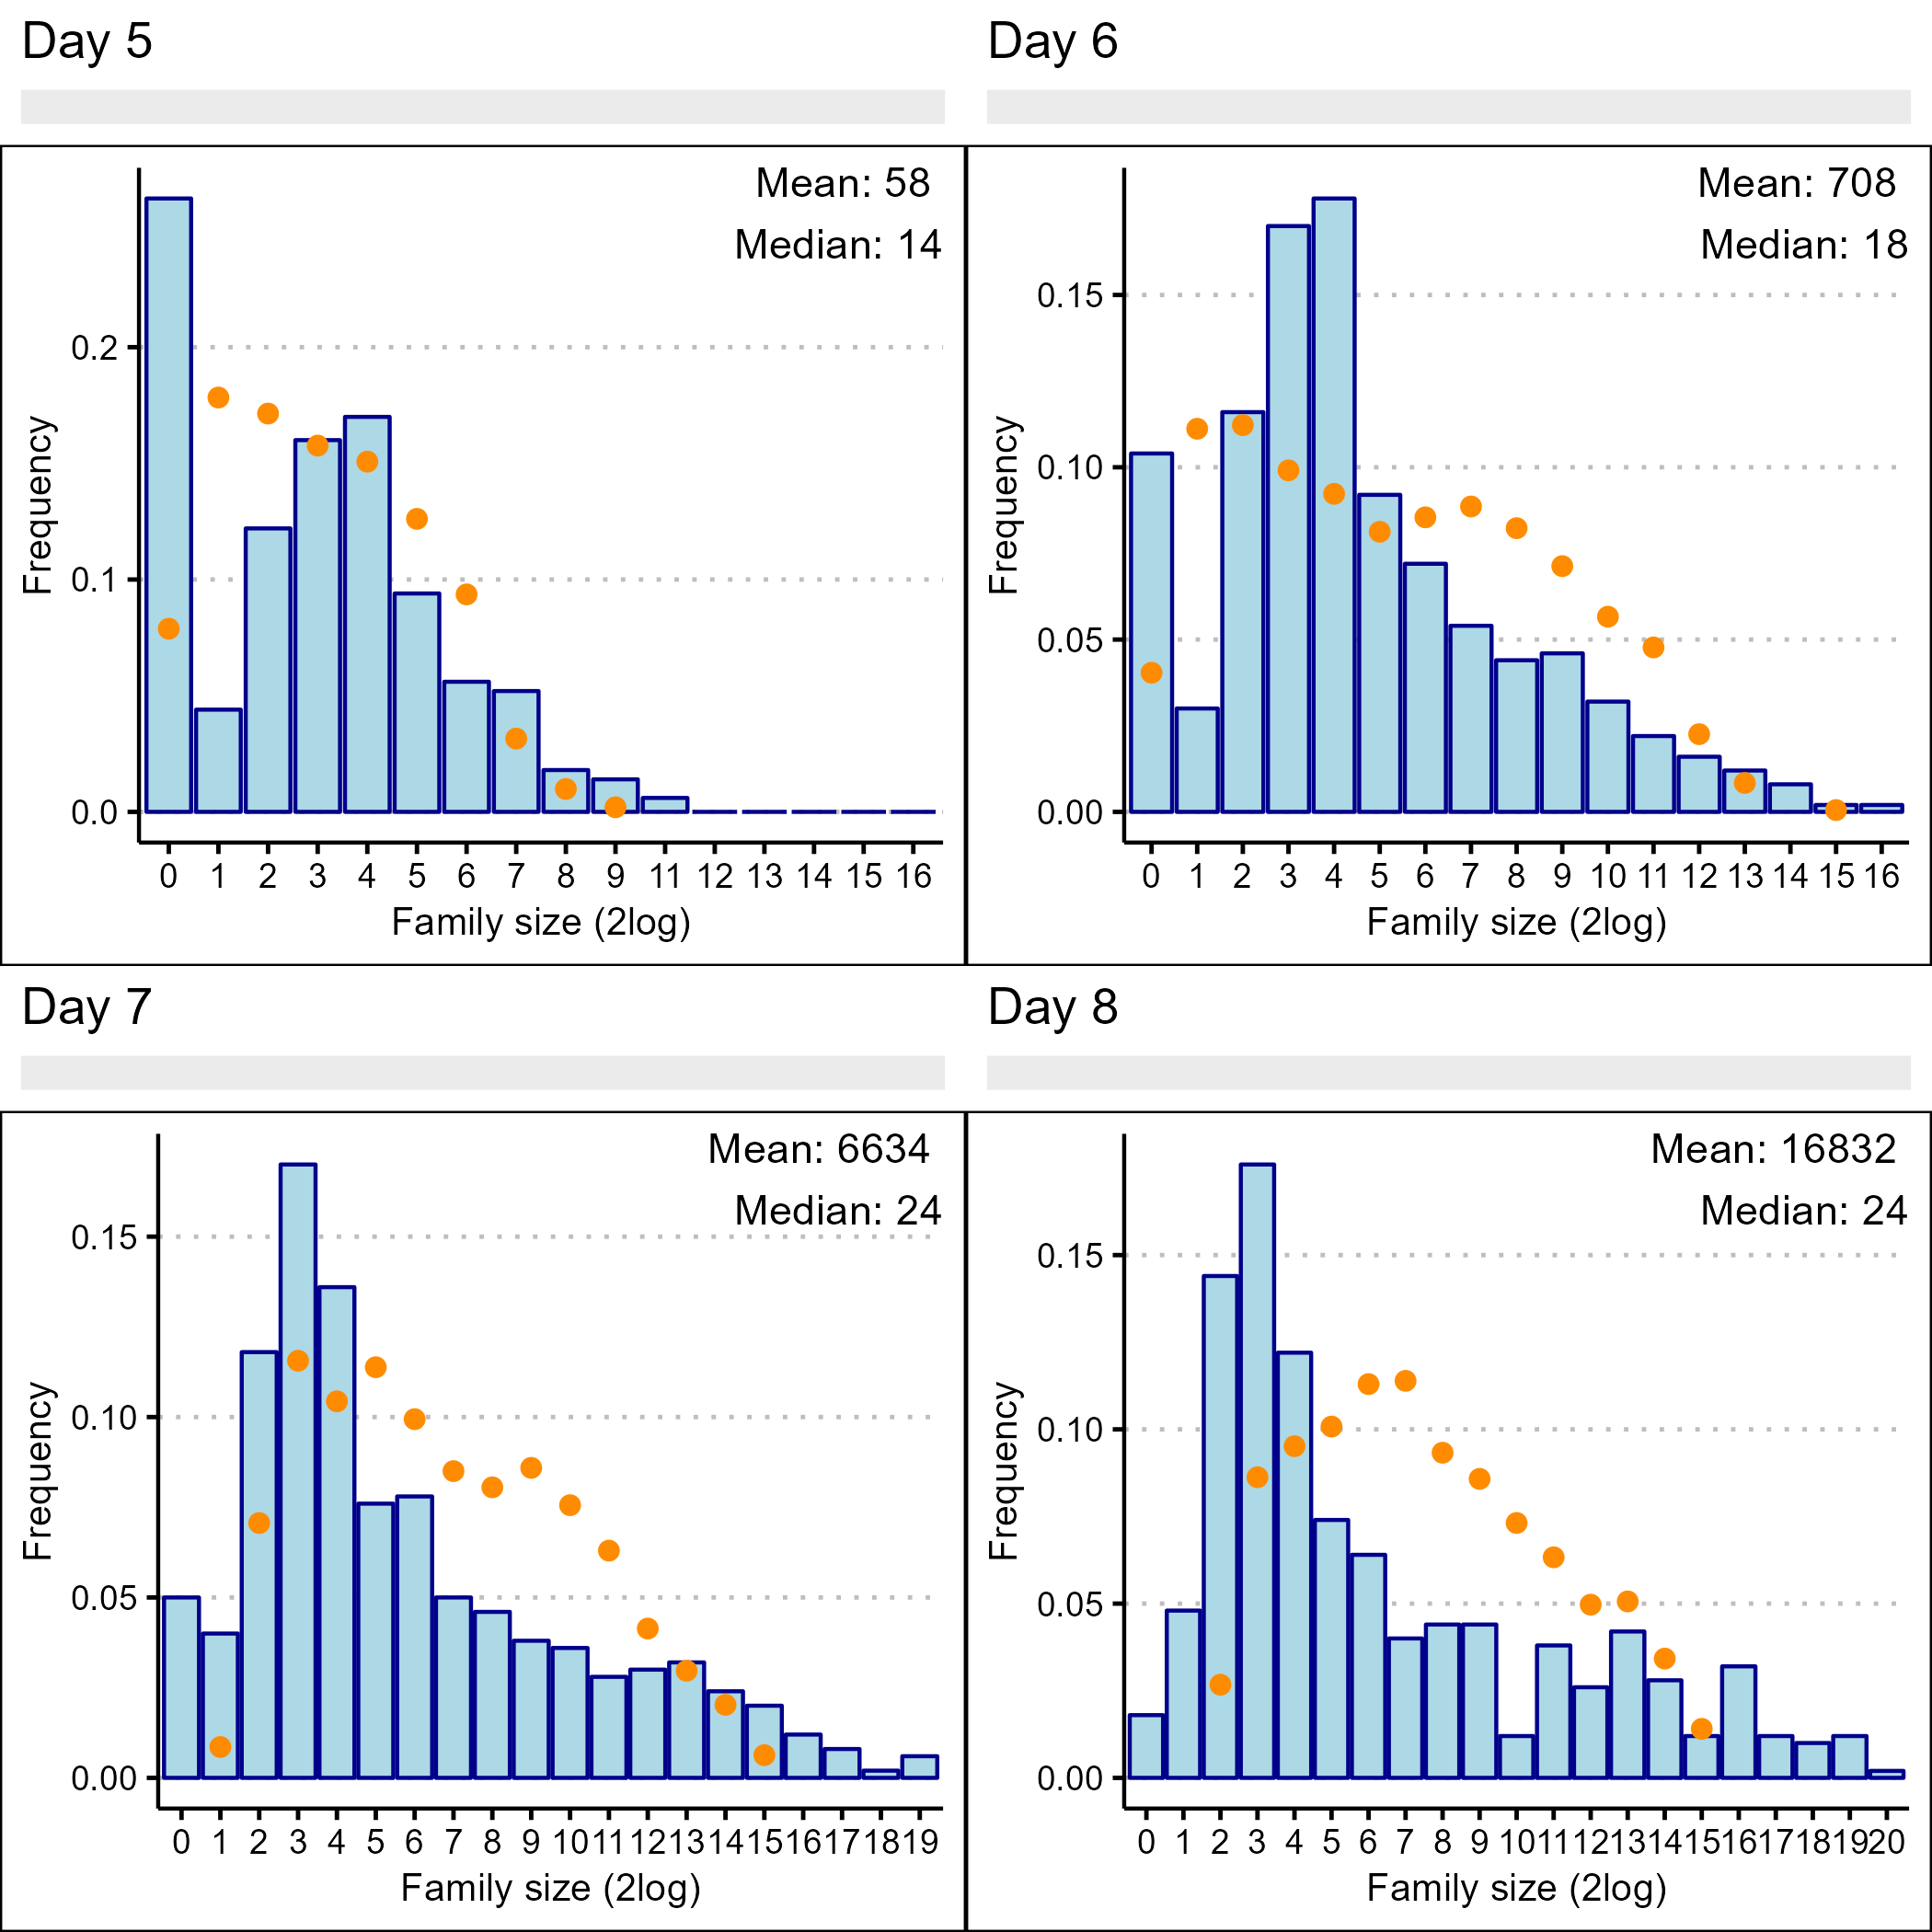 Day 5
Mean: 58
Median: 14
Frequency
0.2
0.1
0.0
0 1 2 3 4 5 6 7 8 9 11 12 13 14 15 16
Family size (2log)
Day 6
Mean: 708
Median: 18
Frequency
0.15
0.10
0.05
0.00
0 1 2 3 4 5 6 7 8 9 10 11 12 13 14 15 16
Family size (2log)
Day 7
Mean: 6634
Median: 24
Frequency
0.15
0.10
0.05
0.00
0 1 2 3 4 5 6 7 8 9 10 11 12 13 14 15 16 17 18 19
Family size (2log)
Day 8
Mean: 16832
Median: 24
Frequency
0.15
0.10
0.05
0.00
0 1 2 3 4 5 6 7 8 9 10 11 12 13 14 15 16 17 18 19 20
Family size (2log)